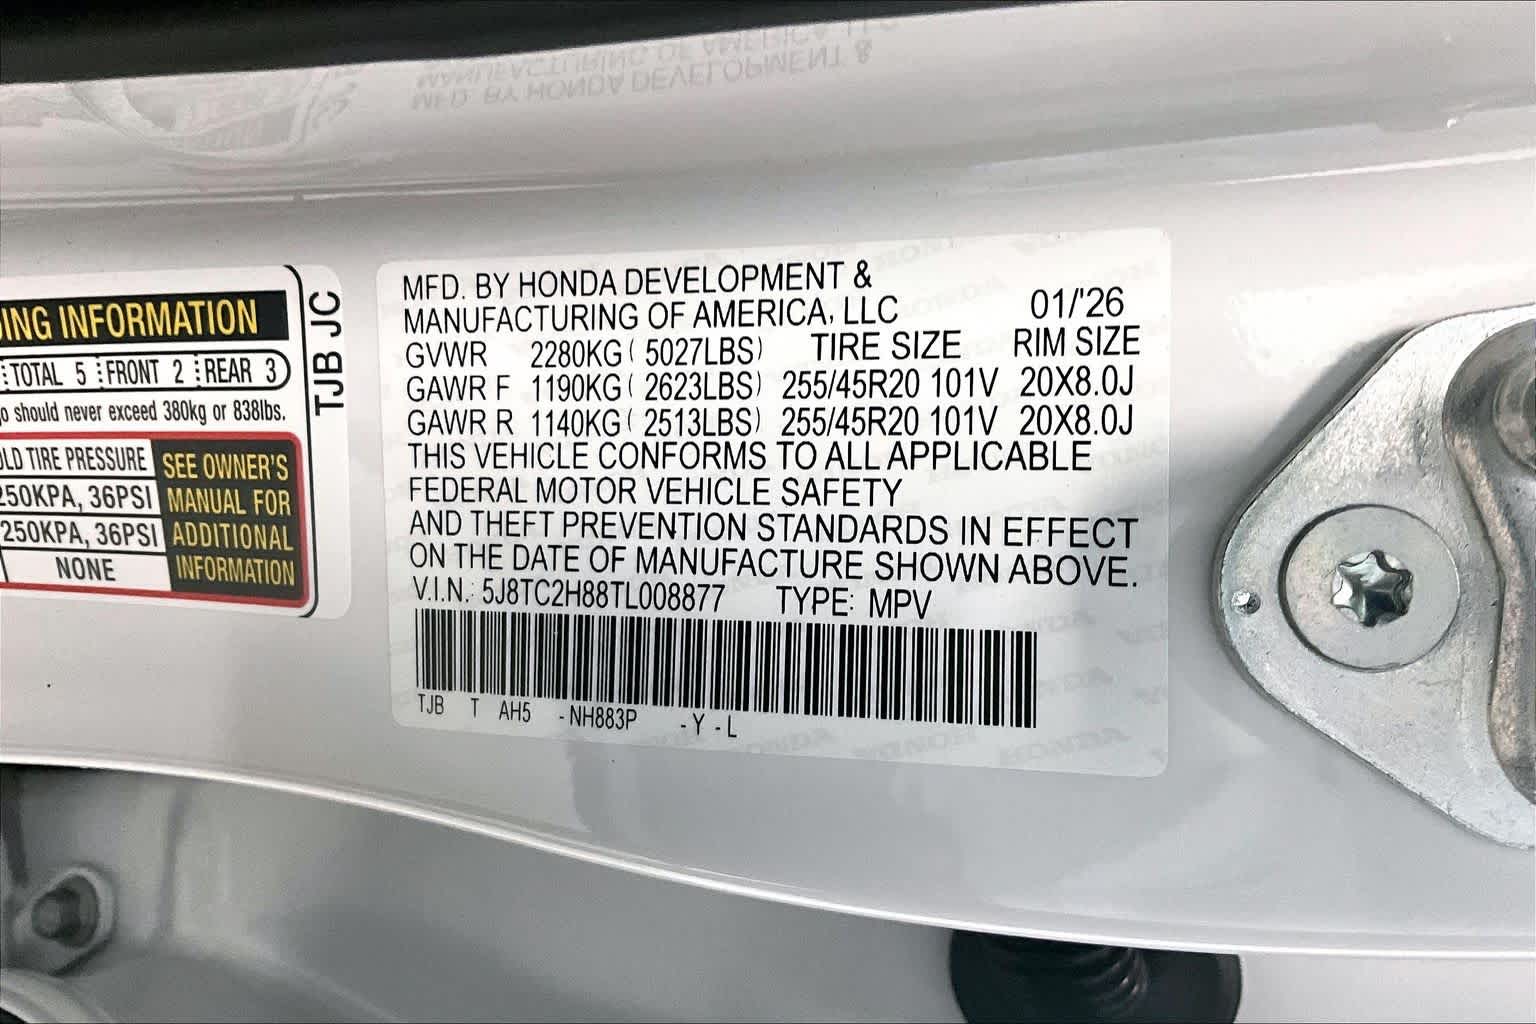 DING INFORMATION
TOTAL 5 FRONT 2 REAR 3
go should never exceed 380kg or 838lbs.
OLD TIRE PRESSURE
250KPA, 36PSI
250KPA, 36PSI
NONE
SEE OWNER'S
MANUAL FOR
ADDITIONAL
INFORMATION
TJB JC
MFD. BY HONDA DEVELOPMENT &
MANUFACTURING OF AMERICA, LLC 01/'26
GVWR 2280KG ( 5027LBS) TIRE SIZE RIM SIZE
GAWR F 1190KG ( 2623LBS) 255/45R20 101V 20X8.0J
GAWR R 1140KG ( 2513LBS) 255/45R20 101V 20X8.0J
THIS VEHICLE CONFORMS TO ALL APPLICABLE
FEDERAL MOTOR VEHICLE SAFETY
AND THEFT PREVENTION STANDARDS IN EFFECT
ON THE DATE OF MANUFACTURE SHOWN ABOVE.
V.I.N.: 5J8TC2H88TL008877 TYPE: MPV
TJB T AH5 -NH883P -Y -L